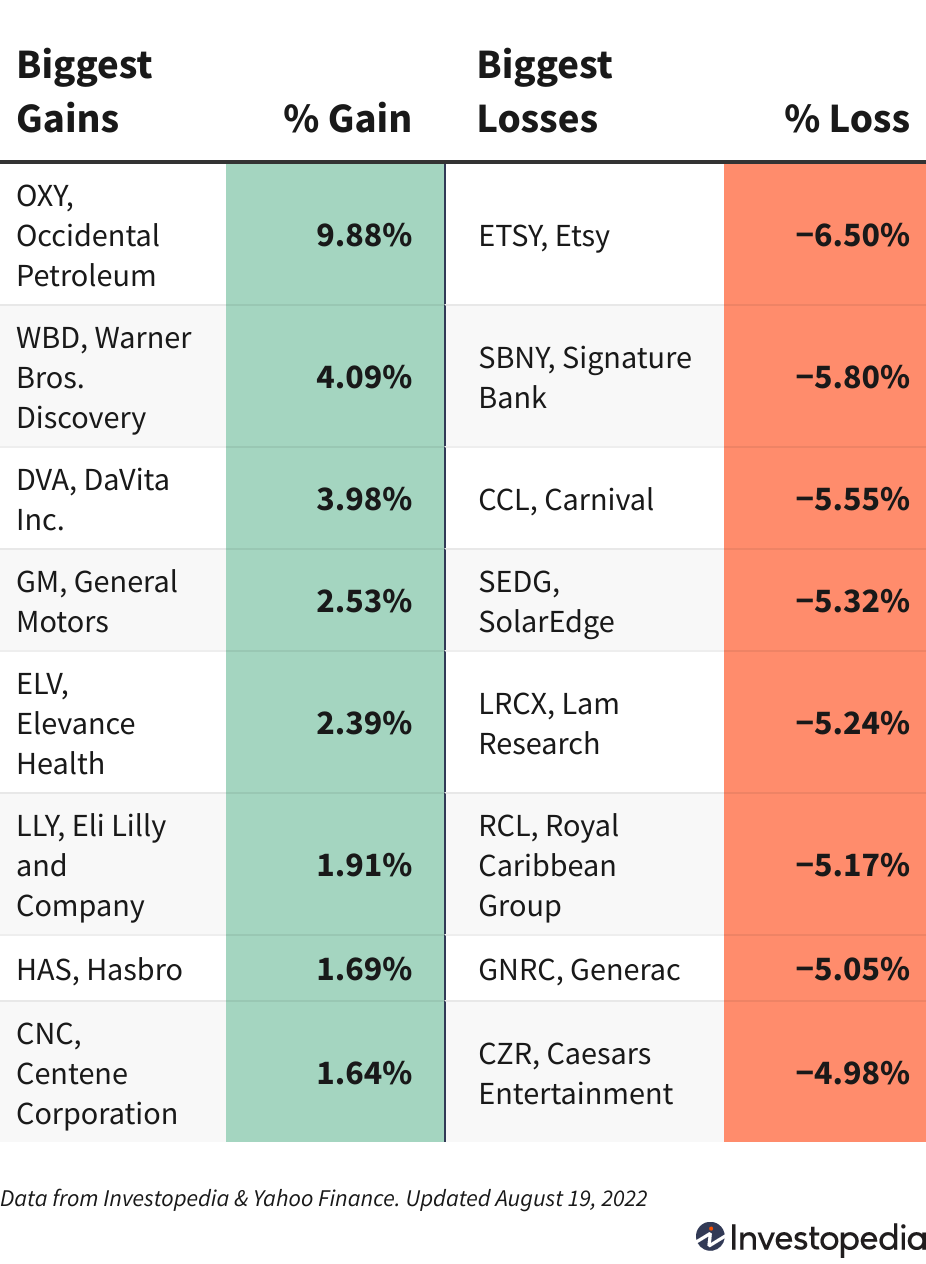 Biggest
Gains
% Gain
Biggest
Losses
% Loss
OXY,
Occidental
Petroleum
9.88%
ETSY, Etsy
−6.50%
WBD, Warner
Bros.
Discovery
4.09%
SBNY, Signature
Bank
−5.80%
DVA, DaVita
Inc.
3.98%
CCL, Carnival
−5.55%
GM, General
Motors
2.53%
SEDG,
SolarEdge
−5.32%
ELV,
Elevance
Health
2.39%
LRCX, Lam
Research
−5.24%
LLY, Eli Lilly
and
Company
1.91%
RCL, Royal
Caribbean
Group
−5.17%
HAS, Hasbro
1.69%
GNRC, Generac
−5.05%
CNC,
Centene
Corporation
1.64%
CZR, Caesars
Entertainment
−4.98%
Data from Investopedia & Yahoo Finance. Updated August 19, 2022
Investopedia